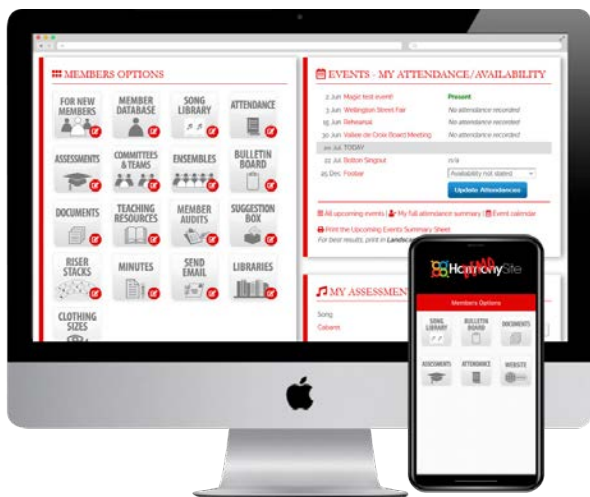 MEMBERS OPTIONS
FOR NEW MEMBERS
MEMBER DATABASE
SONG LIBRARY
ATTENDANCE
ASSESSMENTS
COMMITTEES & TEAMS
ENSEMBLES
BULLETIN BOARD
DOCUMENTS
TEACHING RESOURCES
MEMBER AUDITS
SUGGESTION BOX
RISER STACKS
MINUTES
SEND EMAIL
LIBRARIES
CLOTHING SIZES
EVENTS - MY ATTENDANCE/AVAILABILITY
2 Jun Magic test event! Present
3 Jun Wellington Street Fair No attendance recorded
15 Jun Rehearsal No attendance recorded
30 Jun Vallee de Croix Board Meeting No attendance recorded
20 Jul TODAY
22 Jul Bolton Singout n/a
25 Dec Foobar Availability not stated
Update Attendances
All upcoming events | My full attendance summary | Event calendar
Print the Upcoming Events Summary Sheet
For best results, print in Landscap
MY ASSESSMEN
Song
Cabaret
HarmonySite
DEMO
Members Options
SONG LIBRARY
BULLETIN BOARD
DOCUMENTS
ASSESSMENTS
ATTENDANCE
WEBSITE